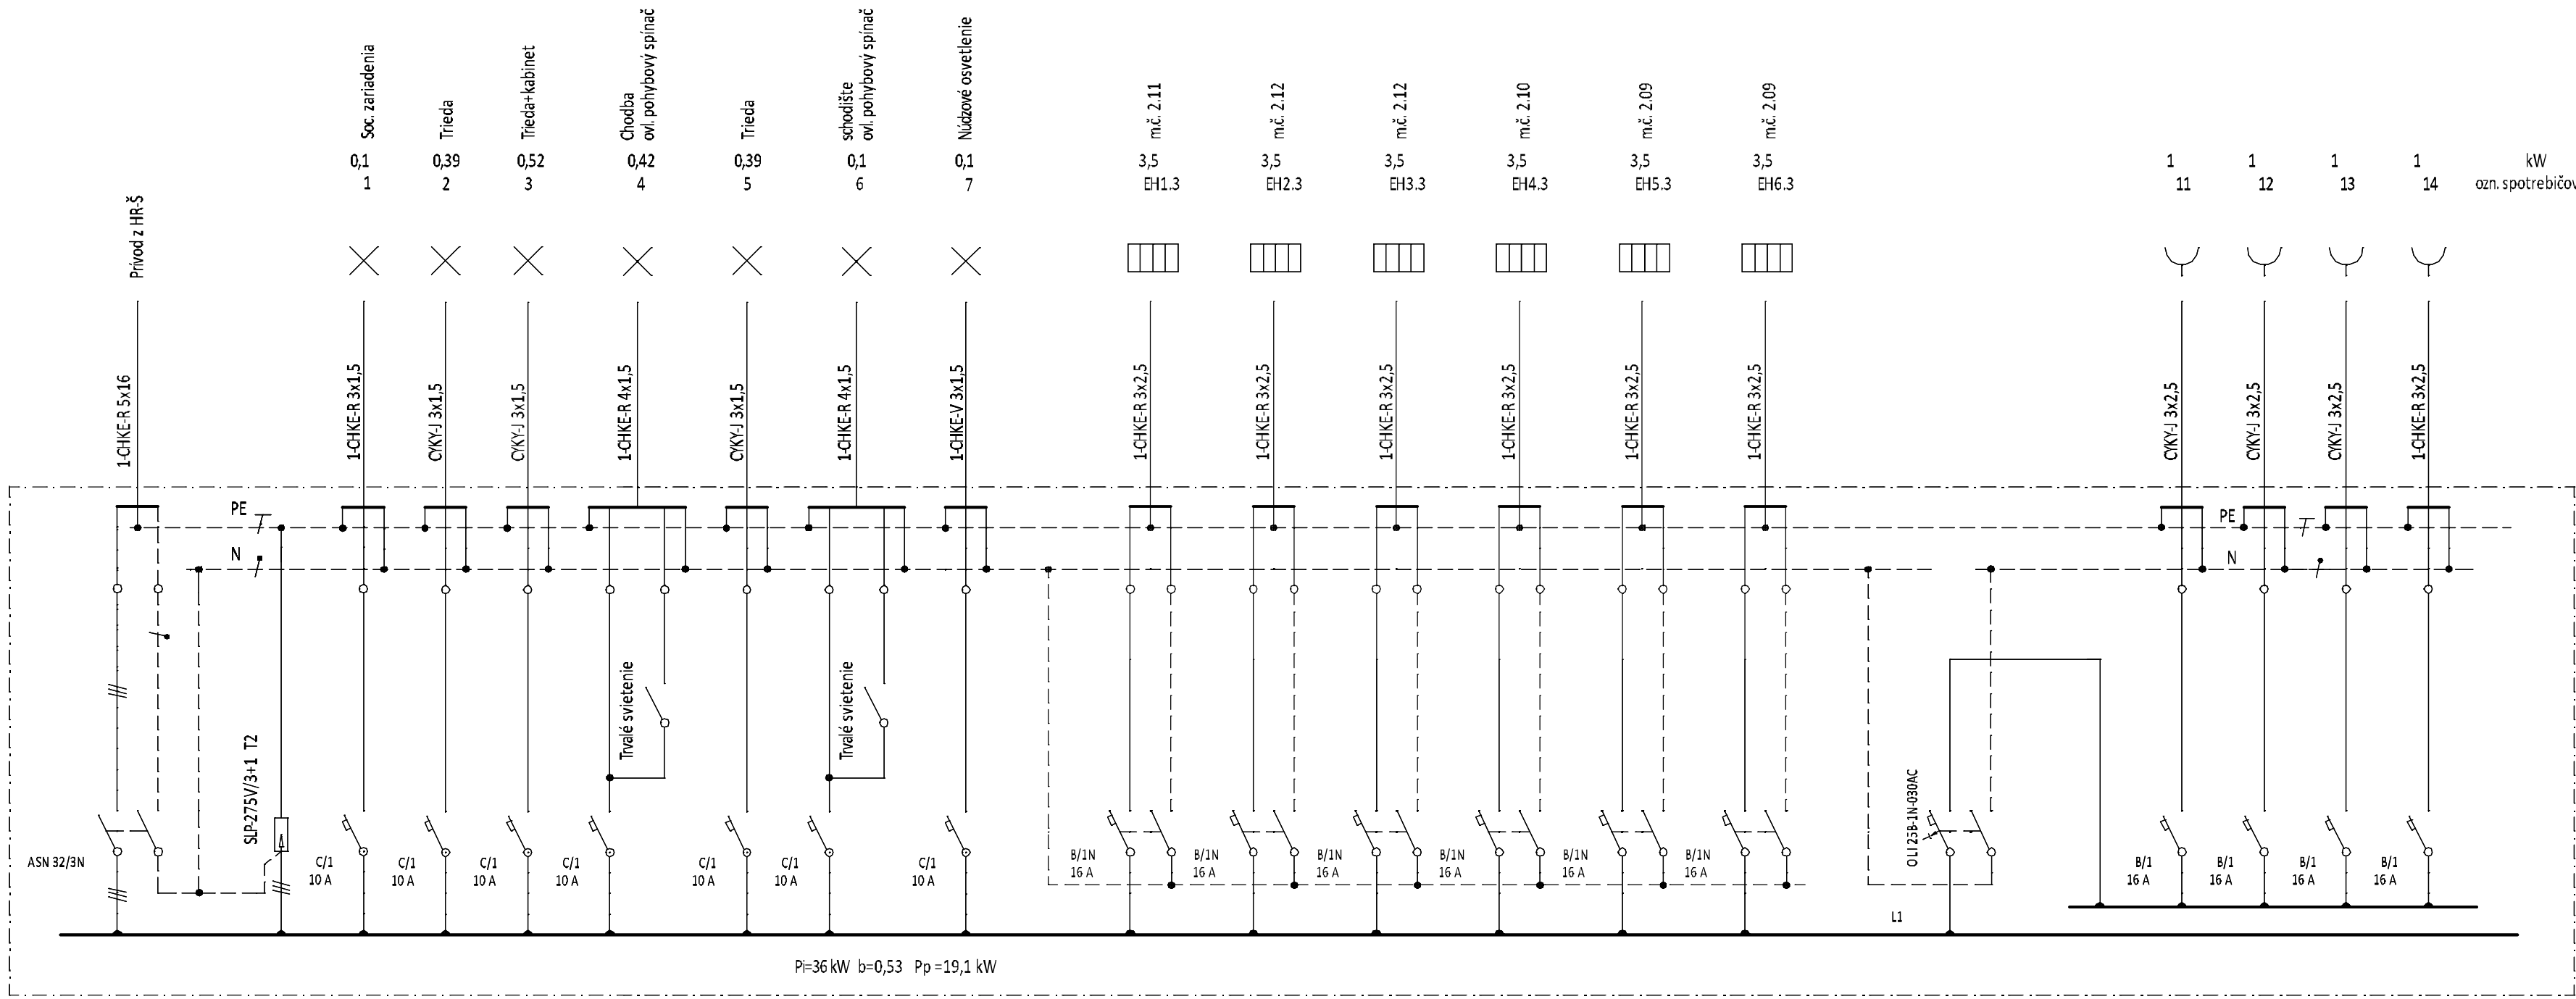 Prívod z HR-Š
Soc. zariadenia
Trieda
Trieda+kabinet
Chodba
ovl. pohybový spínač
Trieda
schodište
ovl. pohybový spínač
Núdzové osvetlenie
m.č. 2.11
m.č. 2.12
m.č. 2.12
m.č. 2.10
m.č. 2.09
m.č. 2.09
0,1 0,39 0,52 0,42 0,39 0,1 0,1 3,5 3,5 3,5 3,5 3,5 3,5 1 1 1 1 kW
1 2 3 4 5 6 7 EH1.3 EH2.3 EH3.3 EH4.3 EH5.3 EH6.3 11 12 13 14 ozn. spotrebičov
1-CHKE-R 5x16
1-CHKE-R 3x1,5
CYKY-J 3x1,5
CYKY-J 3x1,5
1-CHKE-R 4x1,5
CYKY-J 3x1,5
1-CHKE-R 4x1,5
1-CHKE-V 3x1,5
1-CHKE-R 3x2,5
1-CHKE-R 3x2,5
1-CHKE-R 3x2,5
1-CHKE-R 3x2,5
1-CHKE-R 3x2,5
1-CHKE-R 3x2,5
CYKY-J 3x2,5
CYKY-J 3x2,5
CYKY-J 3x2,5
1-CHKE-R 3x2,5
PE PE
N N
SLP-275V/3+1 T2
Trvalé svietenie
Trvalé svietenie
OLI 25B-1N-030AC
ASN 32/3N
C/1 C/1 C/1 C/1 C/1 C/1 C/1 B/1N B/1N B/1N B/1N B/1N B/1N B/1 B/1 B/1 B/1
10 A 10 A 10 A 10 A 10 A 10 A 10 A 16 A 16 A 16 A 16 A 16 A 16 A 16 A 16 A 16 A 16 A
L1
Pi=36 kW b=0,53 Pp =19,1 kW